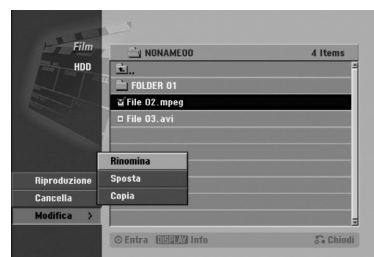 Film
HDD
NONAME00 4 Items
..
FOLDER 01
File 02.mpeg
File 03.avi
Rinomina
Sposta
Copia
Riproduzione
Cancella
Modifica >
Entra DISPLAY Info Chiudi